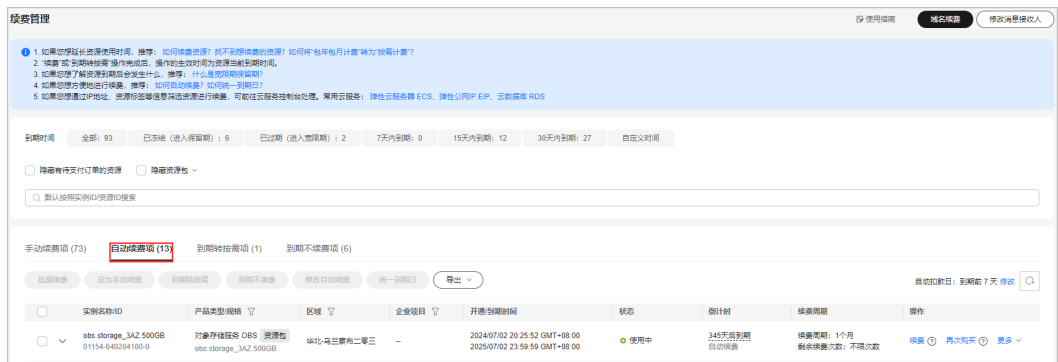 续费管理
使用指南
域名续费
修改消息接收人
1. 如果您想延长资源使用时间，推荐： 如何续费资源? 找不到想续费的资源? 如何将“包年包月计费”转为“按需计费”?
2. “续费”或“到期转按需”操作完成后，操作的生效时间为资源当前到期时间。
3. 如果您想了解资源到期后会发生什么，推荐： 什么是宽限期保留期?
4. 如果您想方便地进行续费，推荐： 如何自动续费? 如何统一到期日?
5. 如果您想通过IP地址、资源标签等信息筛选资源进行续费，可前往云服务控制台处理。常用云服务： 弹性云服务器 ECS、弹性公网IP EIP、云数据库 RDS
到期时间 全部: 93 已冻结 (进入保留期) : 6 已过期 (进入宽限期) : 2 7天内到期: 0 15天内到期: 12 30天内到期: 27 自定义时间
隐藏有待支付订单的资源 隐藏资源包
默认按照实例ID/资源ID搜索
手动续费项 (73) 自动续费项 (13) 到期转按需项 (1) 到期不续费项 (6)
批量续费 设为手动续费 到期转按需 到期不续费 修改自动续费 统一到期日 导出 自动扣款日: 到期前 7 天 修改
实例名称/ID 产品类型/规格 区域 企业项目 开通/到期时间 状态 倒计时 续费周期 操作
obs.storage_3AZ.500GB 对象存储服务 OBS 资源包 华北-乌兰察布二零三 -- 2024/07/02 20:25:52 GMT+08:00 使用中 345天后到期 续费周期: 1个月 续费 再次购买 更多
01154-649204160-0 obs.storage_3AZ.500GB 2025/07/02 23:59:59 GMT+08:00 自动续费 剩余续费次数: 不限次数